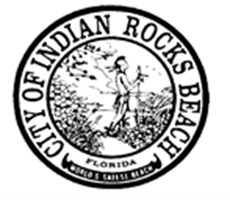 CITY OF INDIAN ROCKS BEACH
FLORIDA
WORLD'S SAFEST BEACH